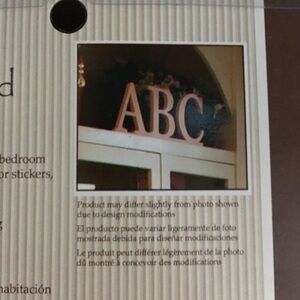 d
ABC
bedroom
or stickers,
g
habitación
Product may differ slightly from photo shown
due to design modifications
El producto puede variar ligeramente de foto
mostrada debida para diseñar modificaciones
Le produit peut différer légèrement de la photo
dû montré à concevoir des modifications